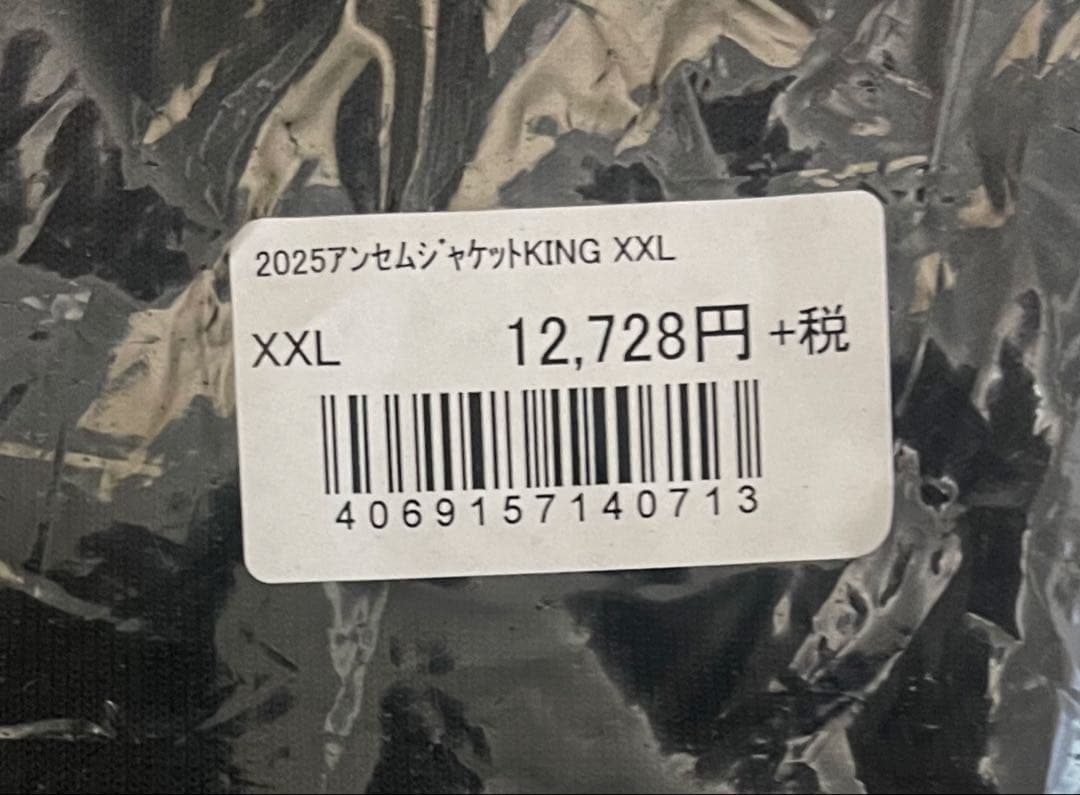 2025ｱﾝｾﾑｼﾞｬｹｯﾄKING XXL
XXL 12,728円 +税
4069157140713